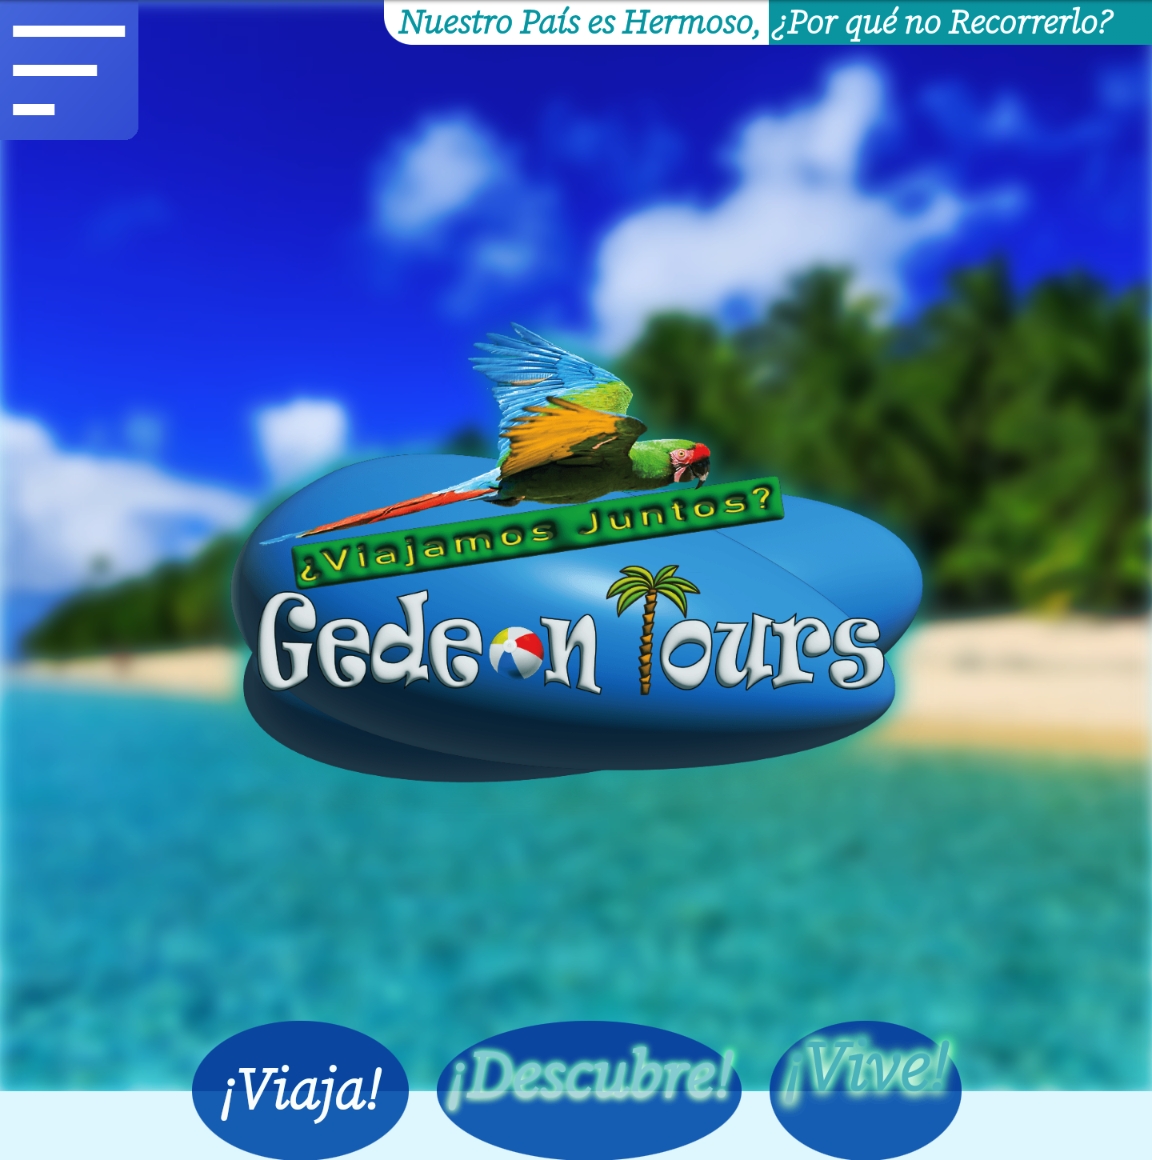 Nuestro País es Hermoso, ¿Por qué no Recorrerlo?
¿Viajamos Juntos?
Gedeon Tours
¡Viaja! ¡Descubre! ¡Vive!